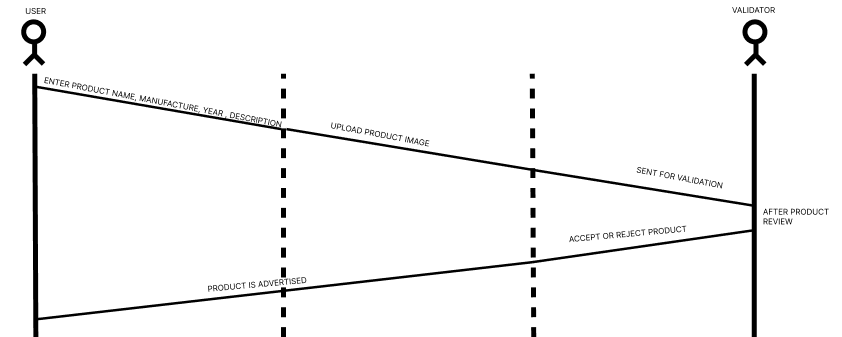 USER
VALIDATOR
ENTER PRODUCT NAME, MANUFACTURE, YEAR , DESCRIPTION
UPLOAD PRODUCT IMAGE
SENT FOR VALIDATION
AFTER PRODUCT
REVIEW
ACCEPT OR REJECT PRODUCT
PRODUCT IS ADVERTISED